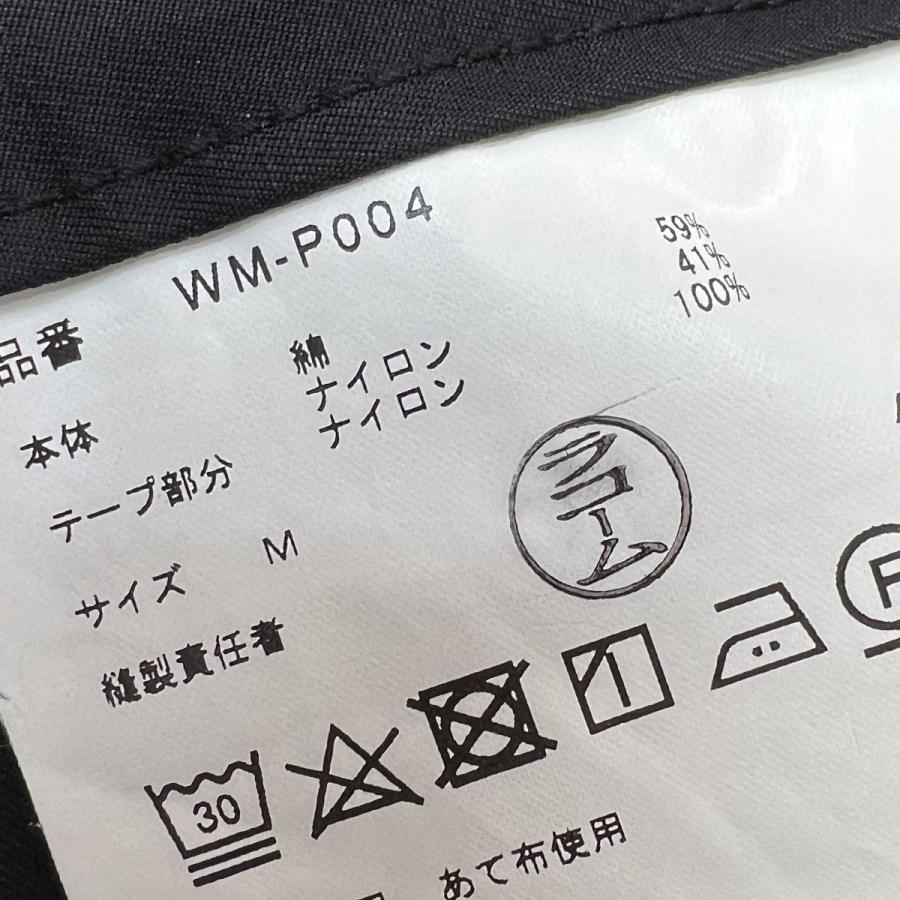 品番 WM-P004
本体 綿 59%
ナイロン 41%
テープ部分 ナイロン 100%
サイズ M
縫製責任者 ラコーム
30
F
あて布使用